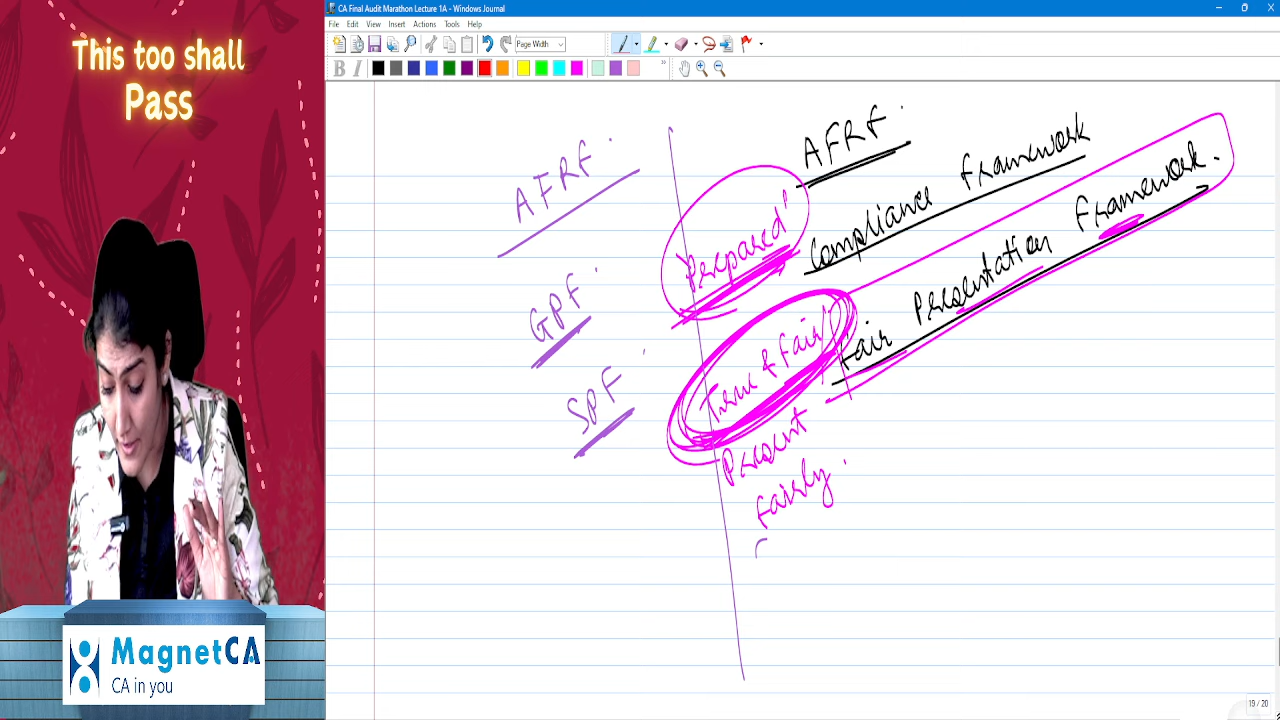 This too shall
Pass
MagnetCA
CA in you
CA Final Audit Marathon Lecture 1A - Windows Journal
File Edit View Insert Actions Tools Help
Page Width
B I
AFRF.
GPF.
SPF.
AFRF.
"Prepared"
Compliance Framework
True & fair
Fair Presentation Framework.
Present
fairly.
19 / 20